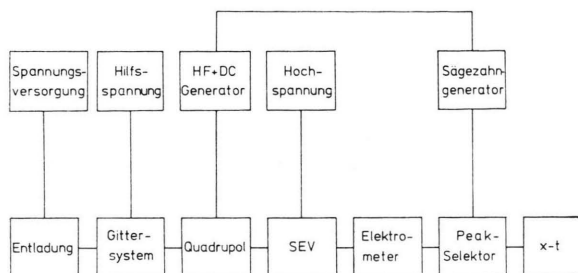 Spannungs-
versorgung
Hilfs-
spannung
HF+DC
Generator
Hoch-
spannung
Sägezahn-
generator
Entladung
Gitter-
system
Quadrupol
SEV
Elektro-
meter
Peak-
Selektor
x-t